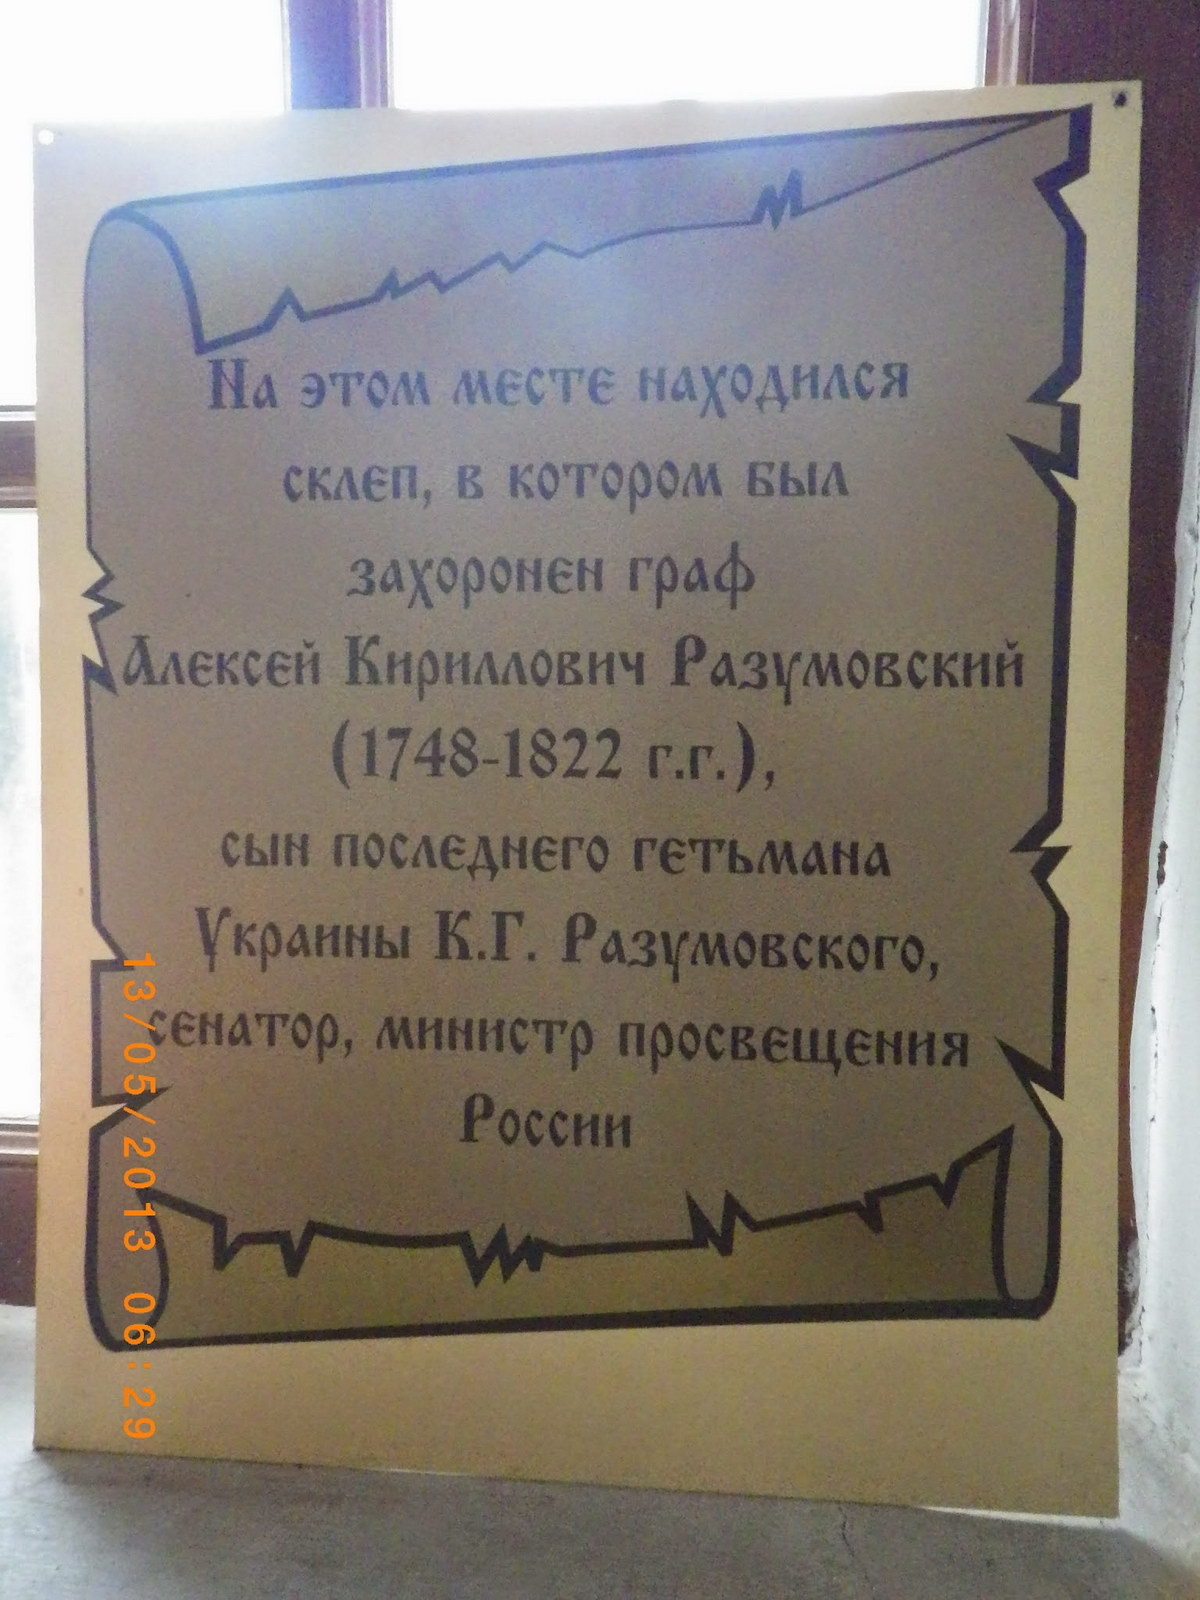 На этом месте находился
склеп, в котором был
захоронен граф
Алексей Кириллович Разумовский
(1748-1822 г.г.),
сын последнего гетьмана
Украины К.Г. Разумовского,
сенатор, министр просвещения
России
13/05/2013 06:29